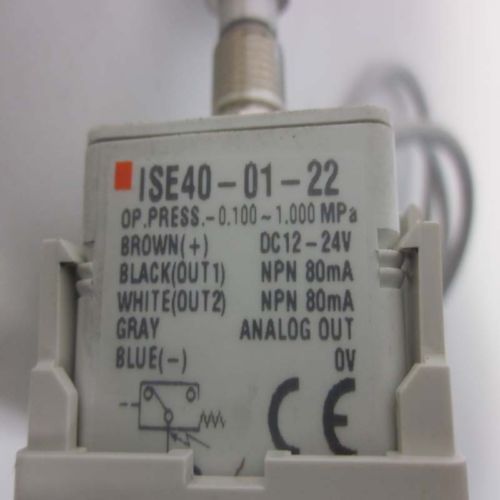 ISE40-01-22
OP.PRESS.-0.100~1.000 MPa
BROWN(+) DC12-24V
BLACK(OUT1) NPN 80mA
WHITE(OUT2) NPN 80mA
GRAY ANALOG OUT
BLUE(-) 0V
CE